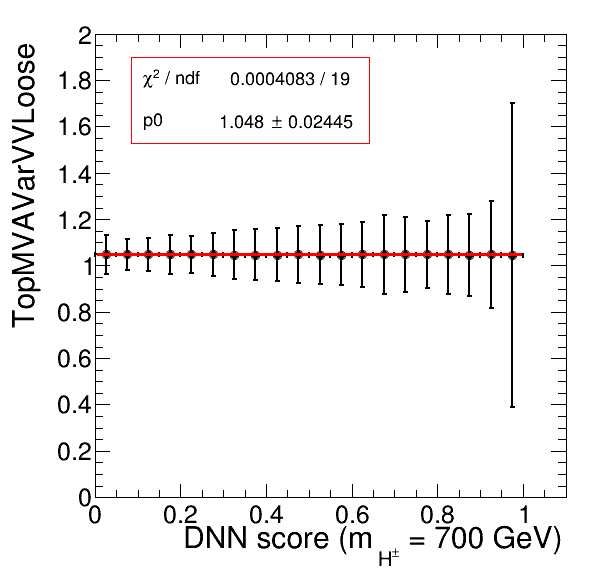 TopMVAVarVVLoose
2
1.8
1.6
1.4
1.2
1
0.8
0.6
0.4
0.2
0
χ² / ndf 0.0004083 / 19
p0 1.048 ± 0.02445
0 0.2 0.4 0.6 0.8 1
DNN score (m_H± = 700 GeV)